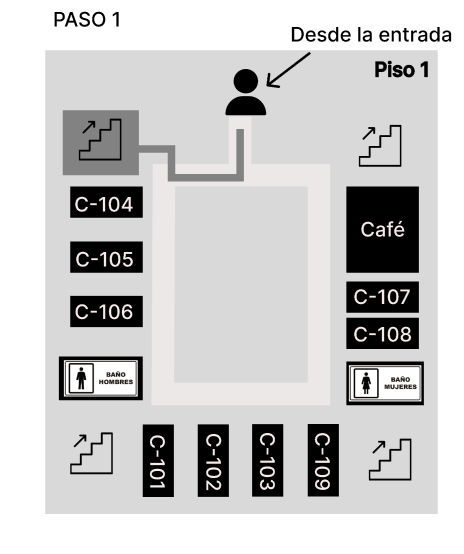 PASO 1
Desde la entrada
Piso 1
C-104
Café
C-105
C-107
C-106
C-108
BAÑO
HOMBRES
BAÑO
MUJERES
C-101
C-102
C-103
C-109